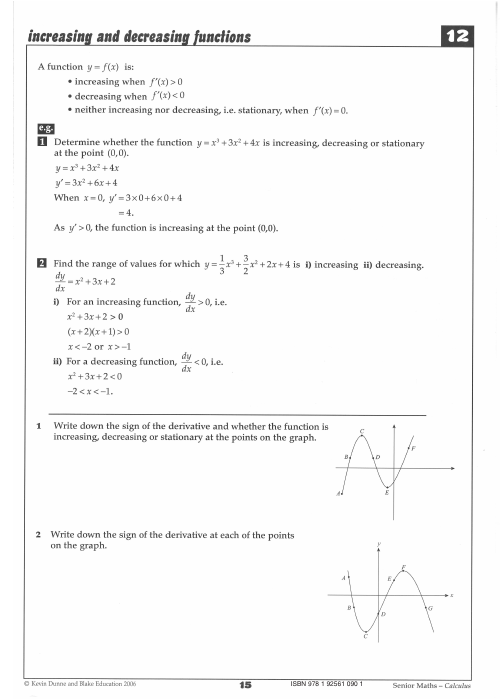 increasing and decreasing functions
12
A function y = f(x) is:
• increasing when f′(x) > 0
• decreasing when f′(x) < 0
• neither increasing nor decreasing, i.e. stationary, when f′(x) = 0.
e.g.
1 Determine whether the function y = x³ + 3x² + 4x is increasing, decreasing or stationary
at the point (0,0).
y = x³ + 3x² + 4x
y′ = 3x² + 6x + 4
When x = 0, y′ = 3×0 + 6×0 + 4
= 4.
As y′ > 0, the function is increasing at the point (0,0).
2 Find the range of values for which y = 1/3 x³ + 3/2 x² + 2x + 4 is i) increasing ii) decreasing.
dy/dx = x² + 3x + 2
i) For an increasing function, dy/dx > 0, i.e.
x² + 3x + 2 > 0
(x + 2)(x + 1) > 0
x < −2 or x > −1
ii) For a decreasing function, dy/dx < 0, i.e.
x² + 3x + 2 < 0
−2 < x < −1.
1 Write down the sign of the derivative and whether the function is
increasing, decreasing or stationary at the points on the graph.
C
F
B
D
E
A
2 Write down the sign of the derivative at each of the points
on the graph.
y
F
A
E
x
B
G
D
C
© Kevin Dunne and Blake Education 2006
15
ISBN 978 1 92561 090 1
Senior Maths – Calculus